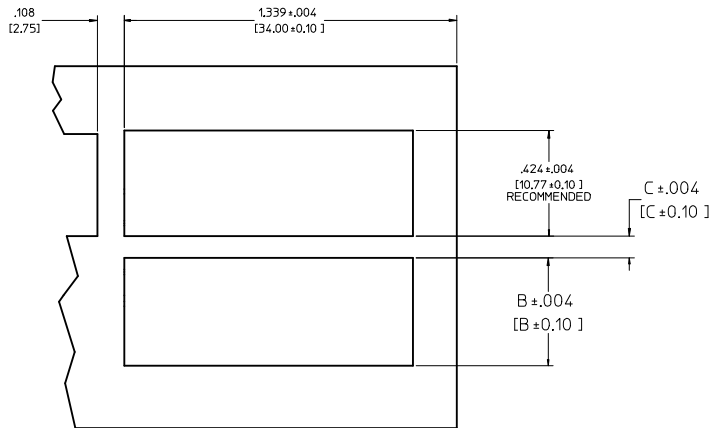 .108
[2.75]
1.339±.004
[34.00±0.10]
.424±.004
[10.77±0.10]
RECOMMENDED
C±.004
[C±0.10]
B±.004
[B±0.10]